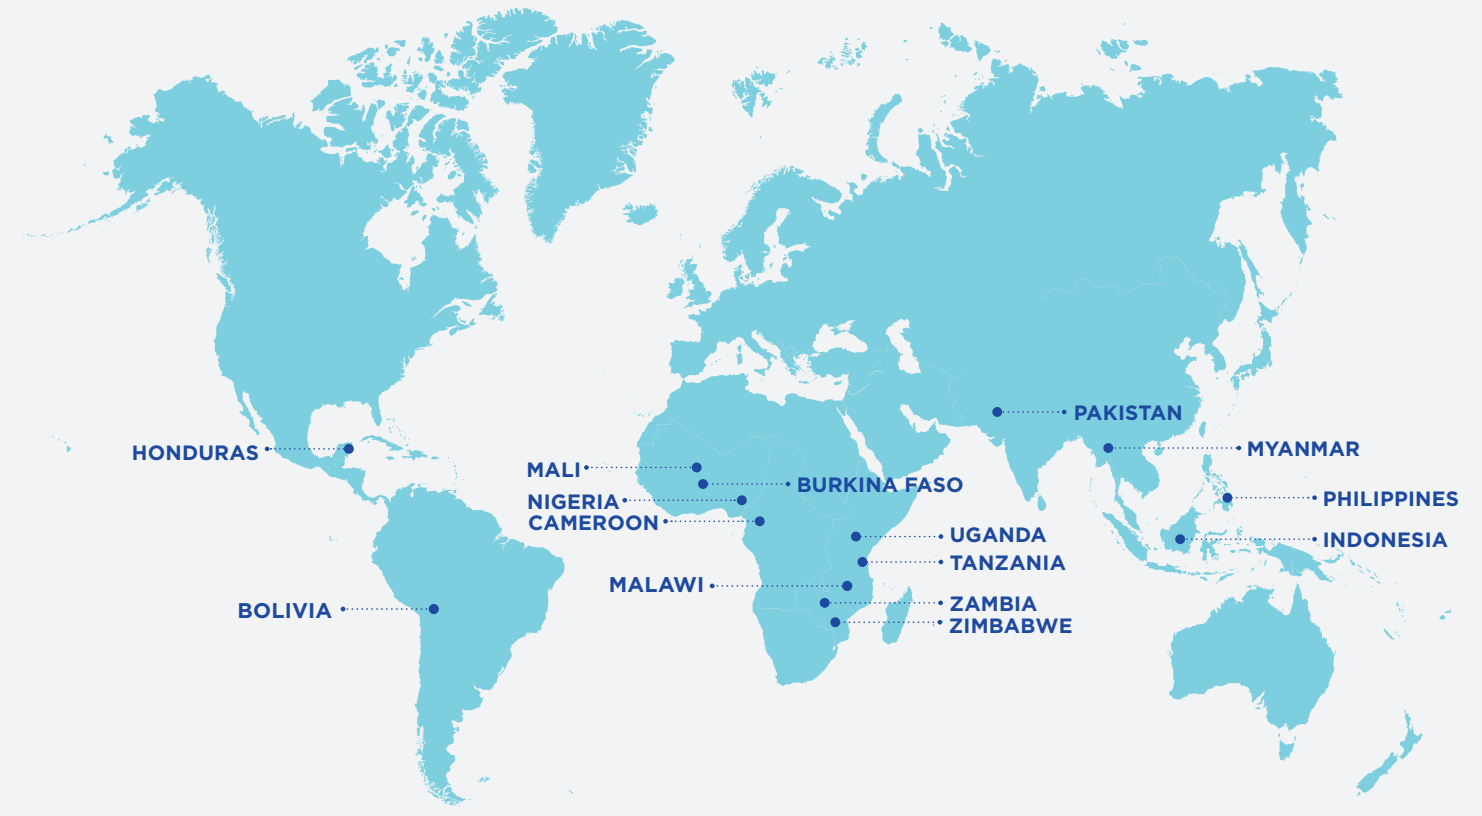 PAKISTAN
HONDURAS
MYANMAR
MALI
BURKINA FASO
NIGERIA
PHILIPPINES
CAMEROON
UGANDA
INDONESIA
TANZANIA
MALAWI
ZAMBIA
BOLIVIA
ZIMBABWE